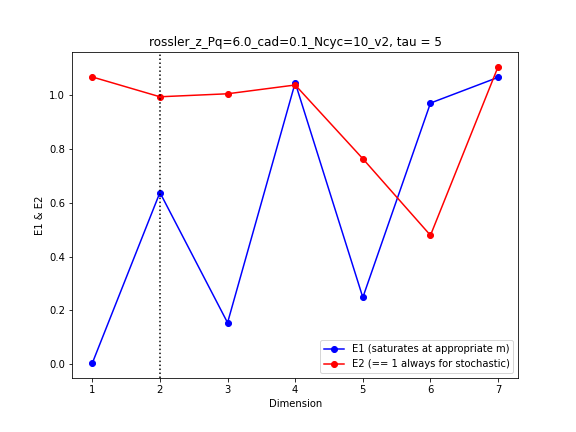 rossler_z_Pq=6.0_cad=0.1_Ncyc=10_v2, tau = 5
E1 & E2
1.0
0.8
0.6
0.4
0.2
0.0
E1 (saturates at appropriate m)
E2 (== 1 always for stochastic)
1 2 3 4 5 6 7
Dimension